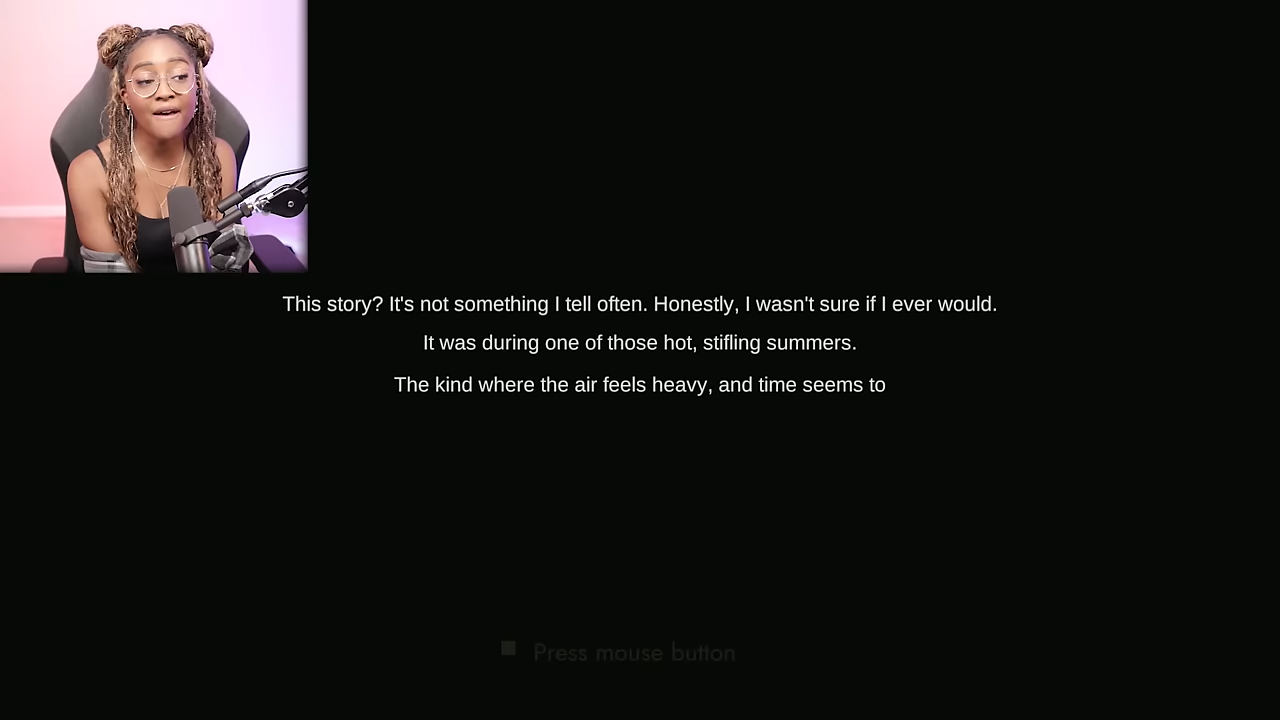 This story? It's not something I tell often. Honestly, I wasn't sure if I ever would.
It was during one of those hot, stifling summers.
The kind where the air feels heavy, and time seems to
Press mouse button